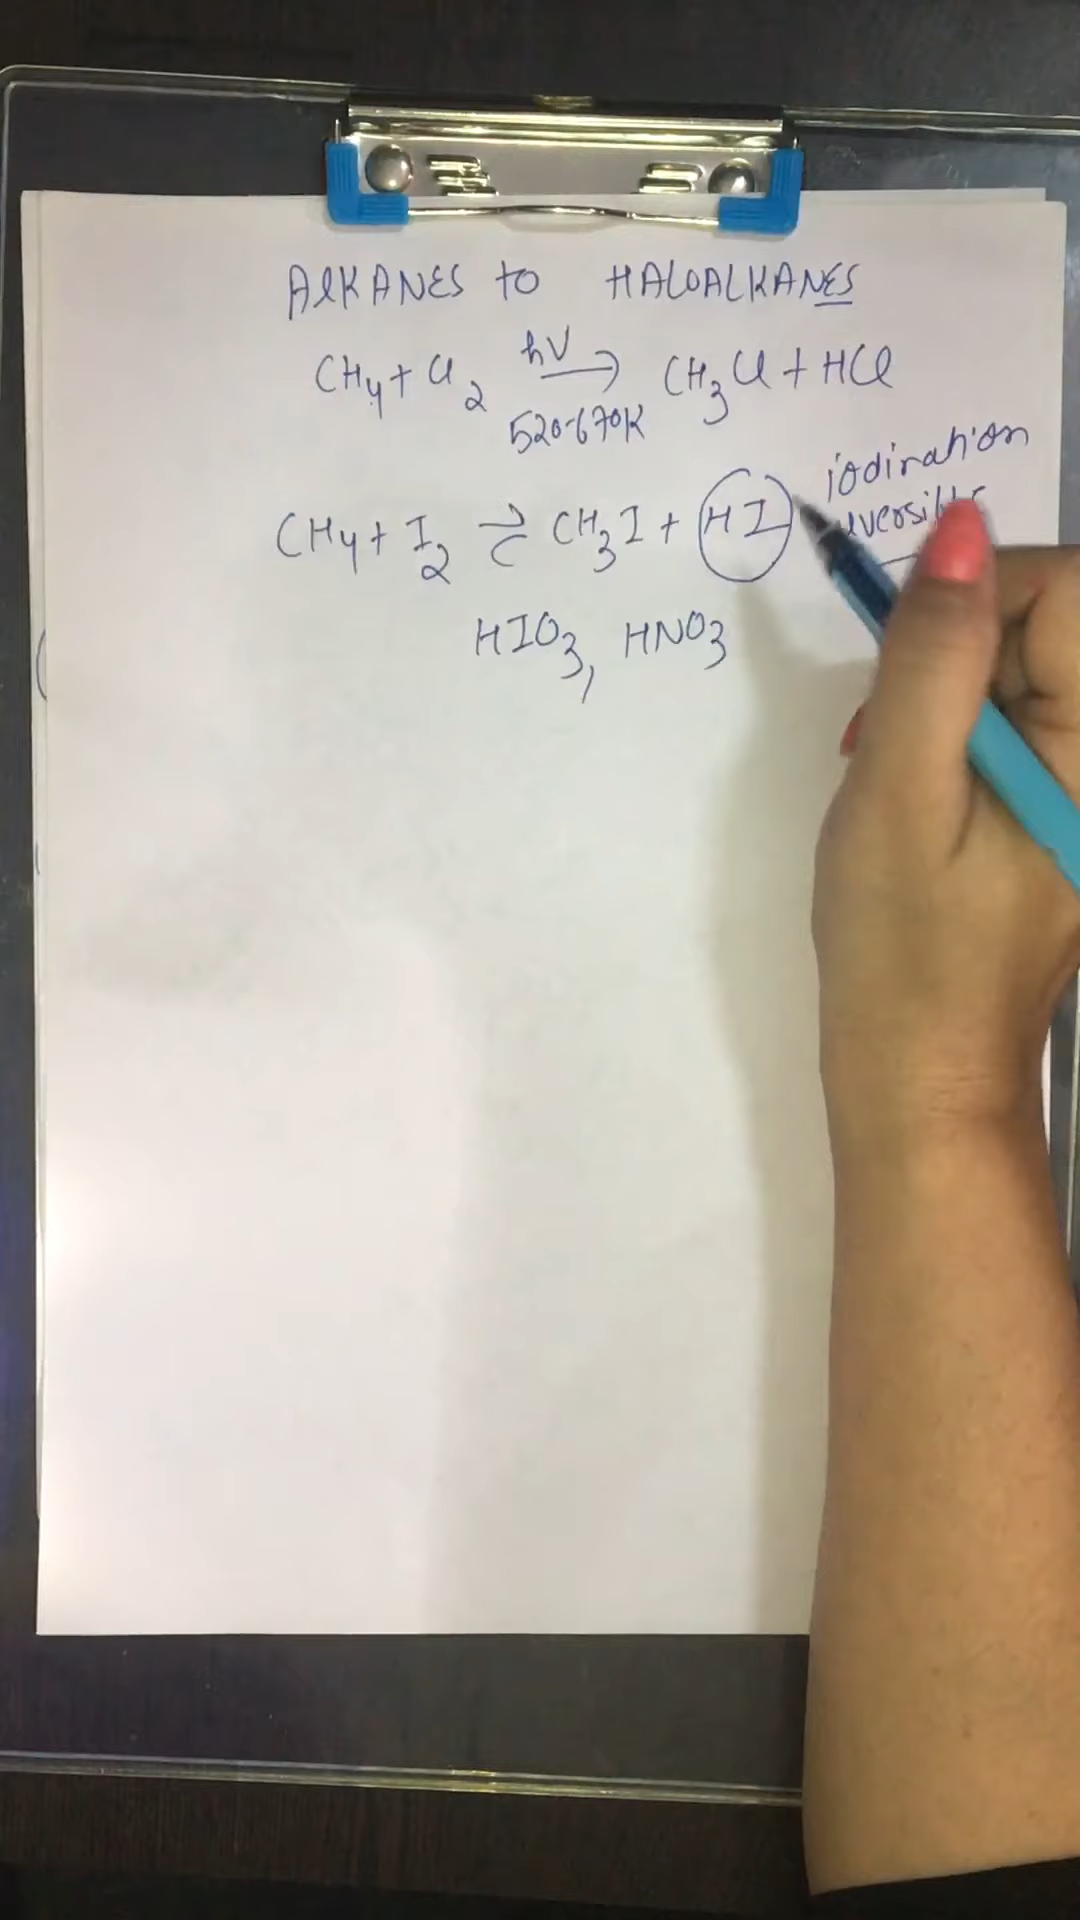 ALKANES to HALOALKANES
CH4 + Cl2 hν → CH3Cl + HCl
520-670K
iodination
CH4 + I2 ⇌ CH3I + HI
HIO3, HNO3